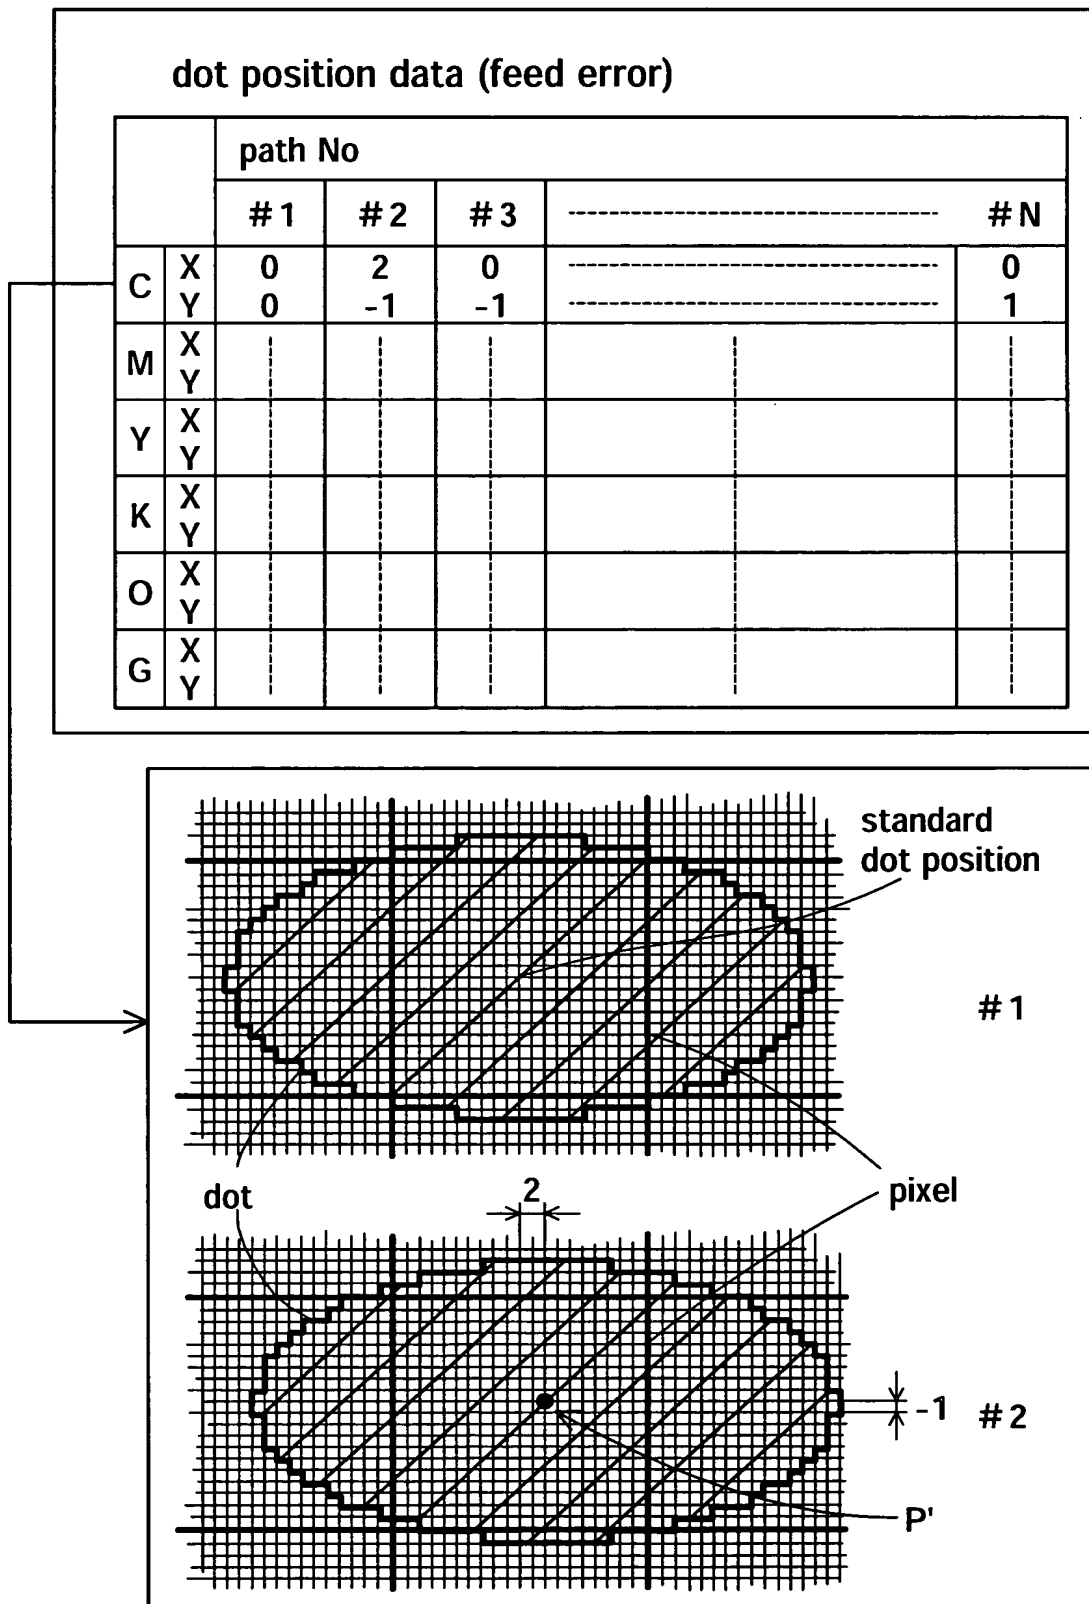 dot position data (feed error)
path No
#1 #2 #3 #N
C X 0 2 0 0
Y 0 -1 -1 1
M X
Y
Y X
Y
K X
Y
O X
Y
G X
Y
standard
dot position
#1
dot
2
pixel
-1 #2
P'